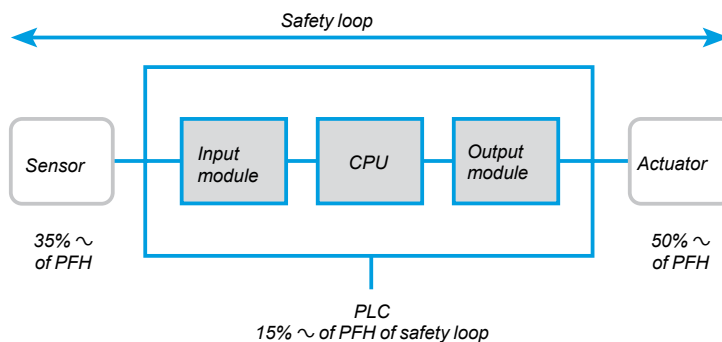 Safety loop
Sensor
Input
module
CPU
Output
module
Actuator
35% ~
of PFH
50% ~
of PFH
PLC
15% ~ of PFH of safety loop